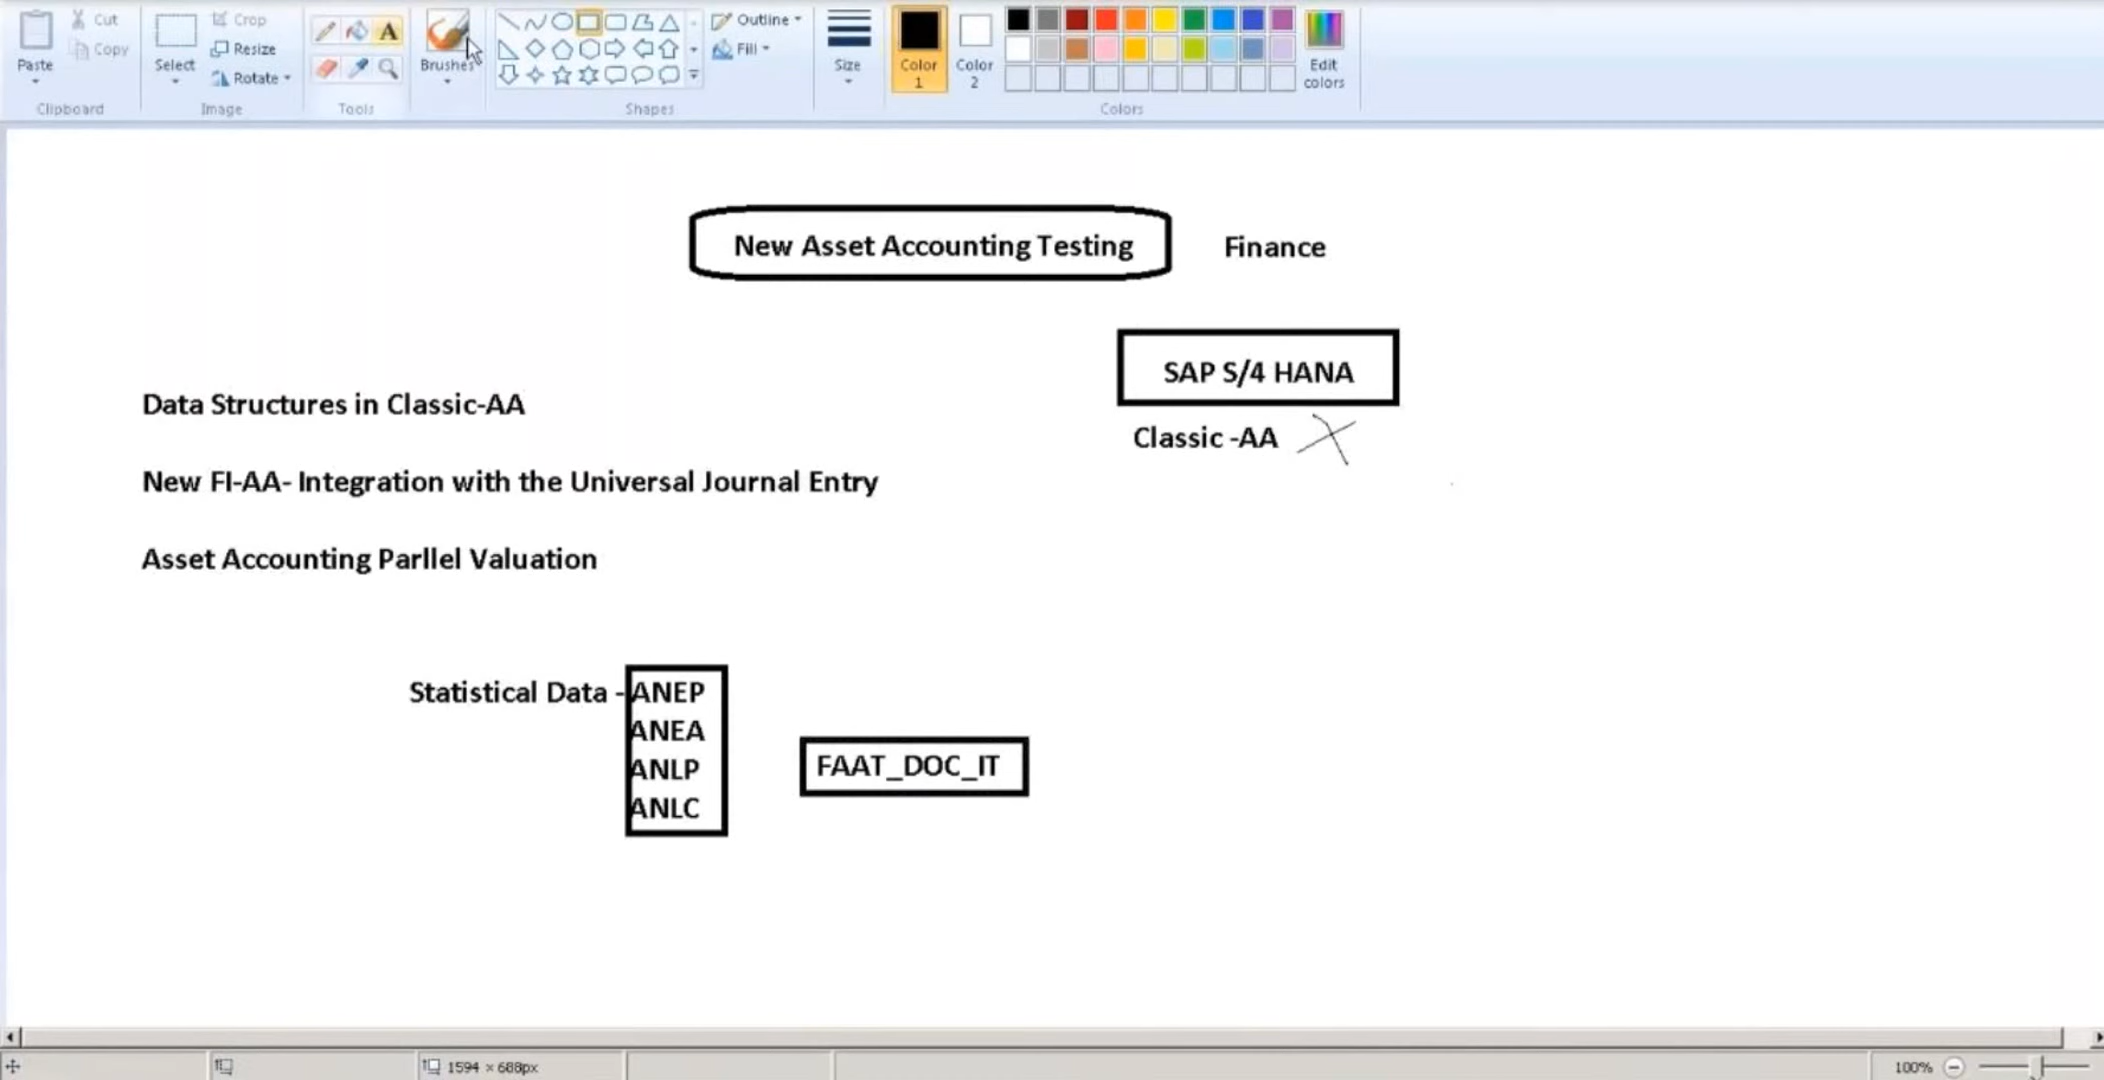 Paste
Cut
Copy
Clipboard
Select
Crop
Resize
Rotate
Image
A
Tools
Brushes
Shapes
Outline
Fill
Size
Color 1
Color 2
Edit colors
Colors
New Asset Accounting Testing
Finance
SAP S/4 HANA
Data Structures in Classic-AA
Classic -AA
New FI-AA- Integration with the Universal Journal Entry
Asset Accounting Parllel Valuation
Statistical Data -ANEP
ANEA
ANLP
ANLC
FAAT_DOC_IT
1594 × 688px
100%